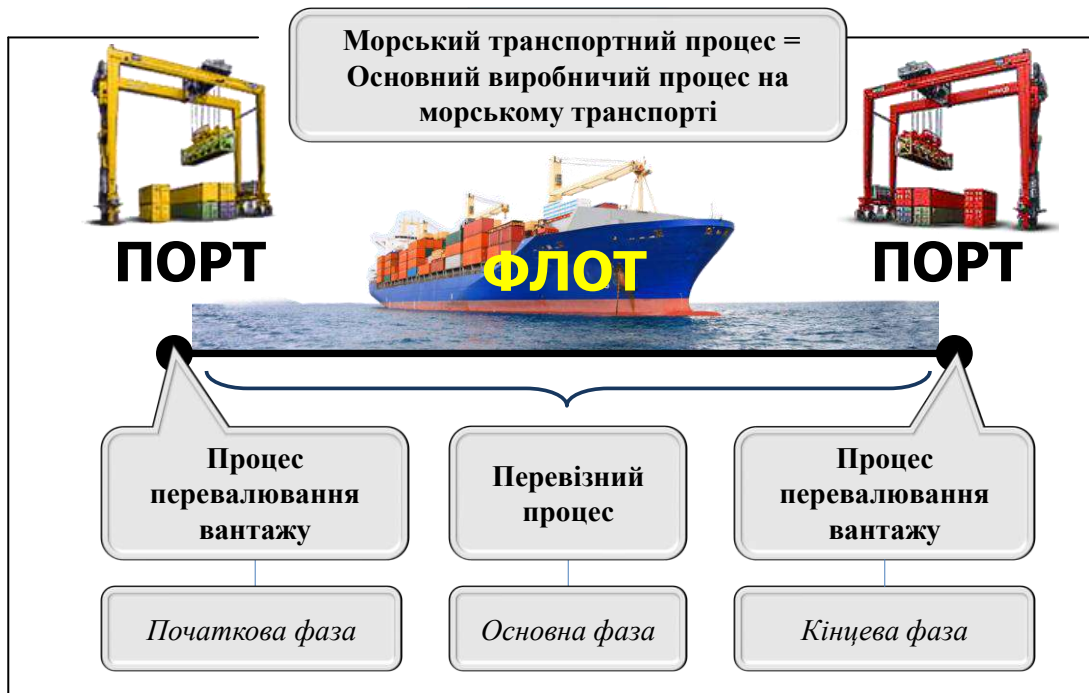 Морський транспортний процес =
Основний виробничий процес на
морському транспорті
ПОРТ
ФЛОТ
ПОРТ
Процес
перевалювання
вантажу
Перевізний
процес
Процес
перевалювання
вантажу
Початкова фаза
Основна фаза
Кінцева фаза